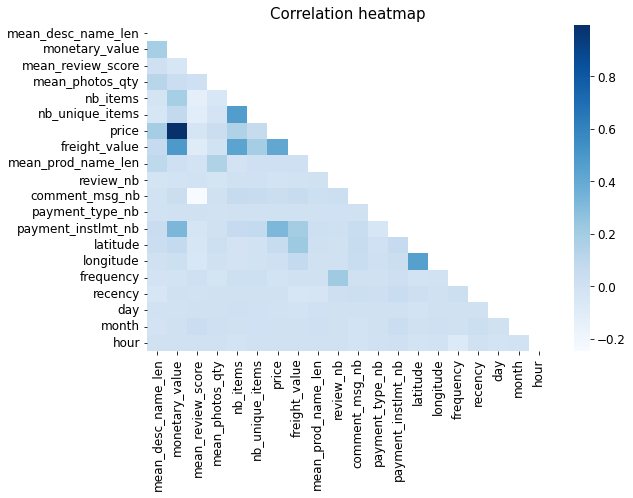 Correlation heatmap
mean_desc_name_len
monetary_value
mean_review_score
mean_photos_qty
nb_items
nb_unique_items
price
freight_value
mean_prod_name_len
review_nb
comment_msg_nb
payment_type_nb
payment_instlmt_nb
latitude
longitude
frequency
recency
day
month
hour
mean_desc_name_len
monetary_value
mean_review_score
mean_photos_qty
nb_items
nb_unique_items
price
freight_value
mean_prod_name_len
review_nb
comment_msg_nb
payment_type_nb
payment_instlmt_nb
latitude
longitude
frequency
recency
day
month
hour
0.8
0.6
0.4
0.2
0.0
−0.2